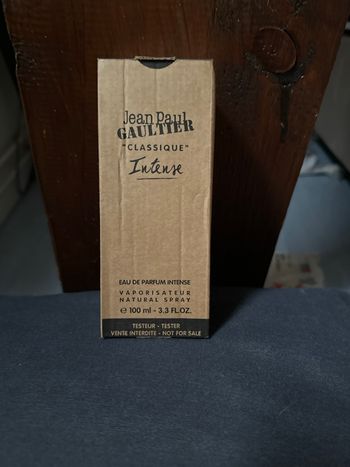 Jean Paul
GAULTIER
"CLASSIQUE"
Intense
EAU DE PARFUM INTENSE
VAPORISATEUR
NATURAL SPRAY
℮ 100 ml - 3.3 FL.OZ.
TESTEUR - TESTER
VENTE INTERDITE - NOT FOR SALE